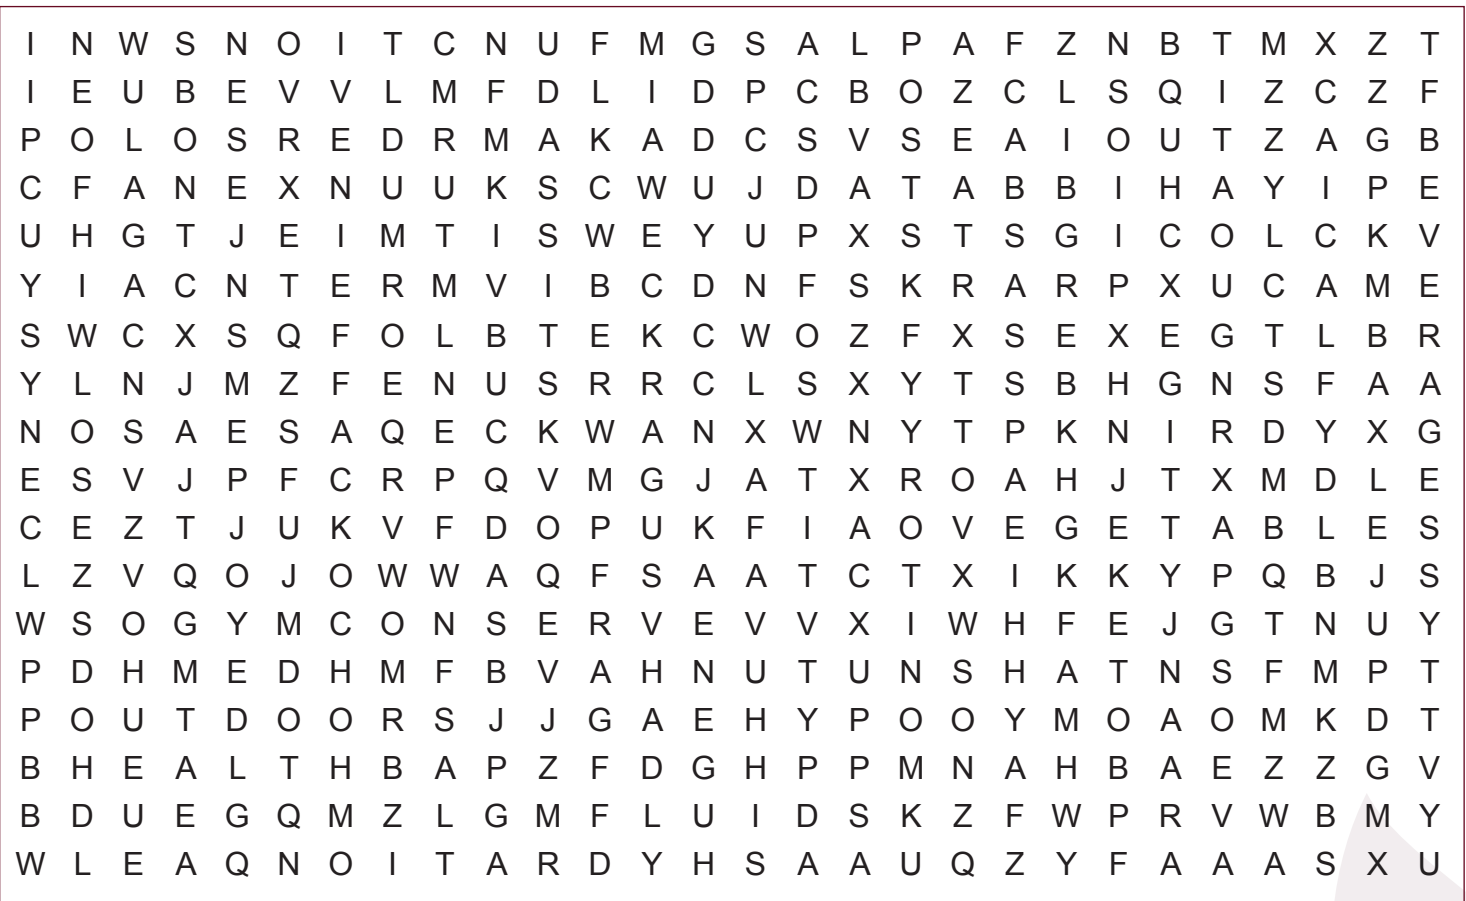 I N W S N O I T C N U F M G S A L P A F Z N B T M X Z T
I E U B E V V L M F D L I D P C B O Z C L S Q I Z C Z F
P O L O S R E D R M A K A D C S V S E A I O U T Z A G B
C F A N E X N U U K S C W U J D A T A B B I H A Y I P E
U H G T J E I M T I S W E Y U P X S T S G I C O L C K V
Y I A C N T E R M V I B C D N F S K R A R P X U C A M E
S W C X S Q F O L B T E K C W O Z F X S E X E G T L B R
Y L N J M Z F E N U S R R C L S X Y T S B H G N S F A A
N O S A E S A Q E C K W A N X W N Y T P K N I R D Y X G
E S V J P F C R P Q V M G J A T X R O A H J T X M D L E
C E Z T J U K V F D O P U K F I A O V E G E T A B L E S
L Z V Q O J O W W A Q F S A A T C T X I K K Y P Q B J S
W S O G Y M C O N S E R V E V V X I W H F E J G T N U Y
P D H M E D H M F B V A H N U T U N S H A T N S F M P T
P O U T D O O R S J J G A E H Y P O O Y M O A O M K D T
B H E A L T H B A P Z F D G H P P M N A H B A E Z Z G V
B D U E G Q M Z L G M F L U I D S K Z F W P R V W B M Y
W L E A Q N O I T A R D Y H S A A U Q Z Y F A A A S X U